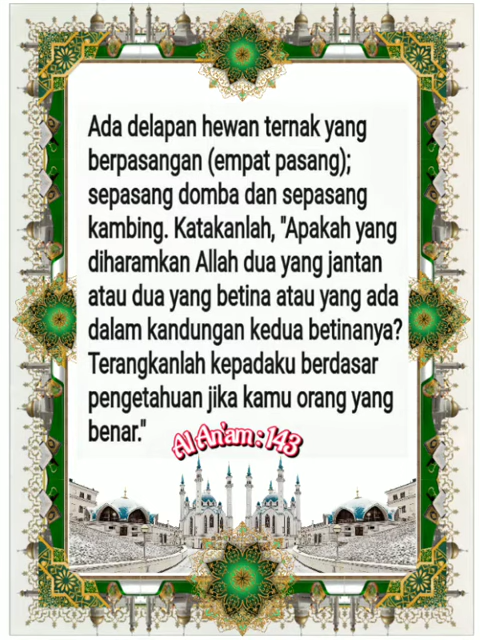 Ada delapan hewan ternak yang
berpasangan (empat pasang);
sepasang domba dan sepasang
kambing. Katakanlah, "Apakah yang
diharamkan Allah dua yang jantan
atau dua yang betina atau yang ada
dalam kandungan kedua betinanya?
Terangkanlah kepadaku berdasar
pengetahuan jika kamu orang yang
benar."
Al An'am : 143